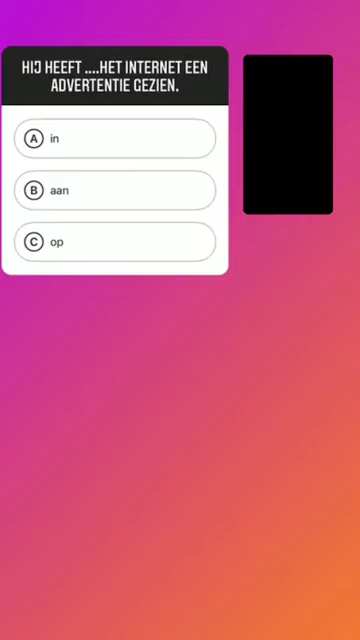 HIJ HEEFT ....HET INTERNET EEN
ADVERTENTIE GEZIEN.
A in
B aan
C op